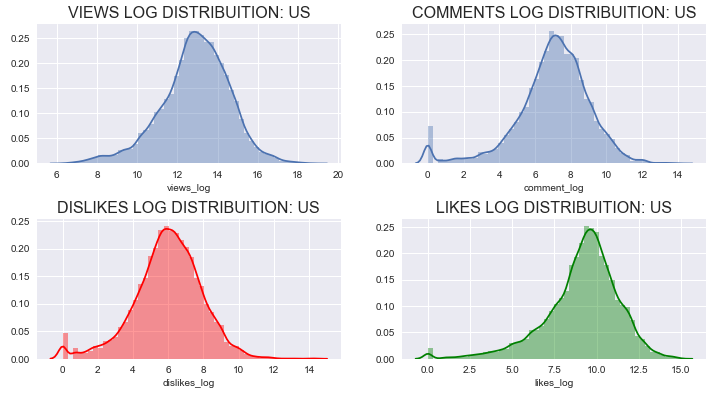 VIEWS LOG DISTRIBUITION: US
0.25
0.20
0.15
0.10
0.05
0.00
6 8 10 12 14 16 18 20
views_log
COMMENTS LOG DISTRIBUITION: US
0.25
0.20
0.15
0.10
0.05
0.00
0 2 4 6 8 10 12 14
comment_log
DISLIKES LOG DISTRIBUITION: US
0.25
0.20
0.15
0.10
0.05
0.00
0 2 4 6 8 10 12 14
dislikes_log
LIKES LOG DISTRIBUITION: US
0.25
0.20
0.15
0.10
0.05
0.00
0.0 2.5 5.0 7.5 10.0 12.5 15.0
likes_log